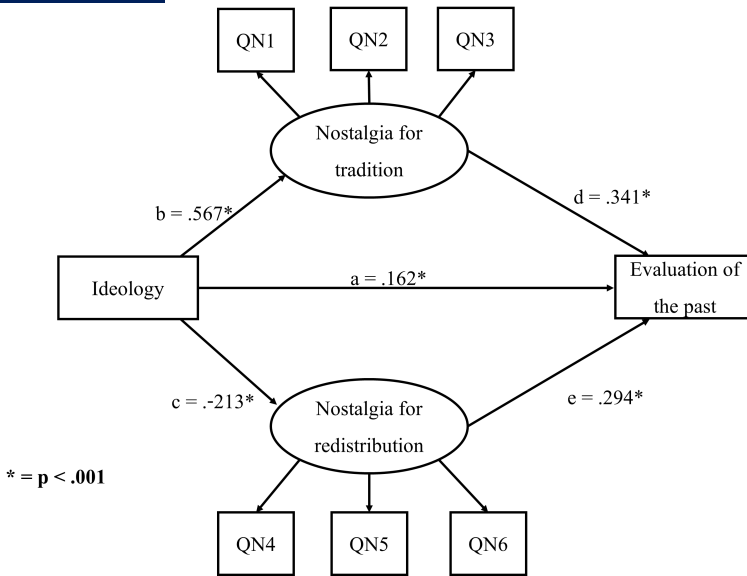 QN1
QN2
QN3
Nostalgia for
tradition
b = .567*
d = .341*
Ideology
a = .162*
Evaluation of
the past
c = .-213*
Nostalgia for
redistribution
e = .294*
* = p < .001
QN4
QN5
QN6